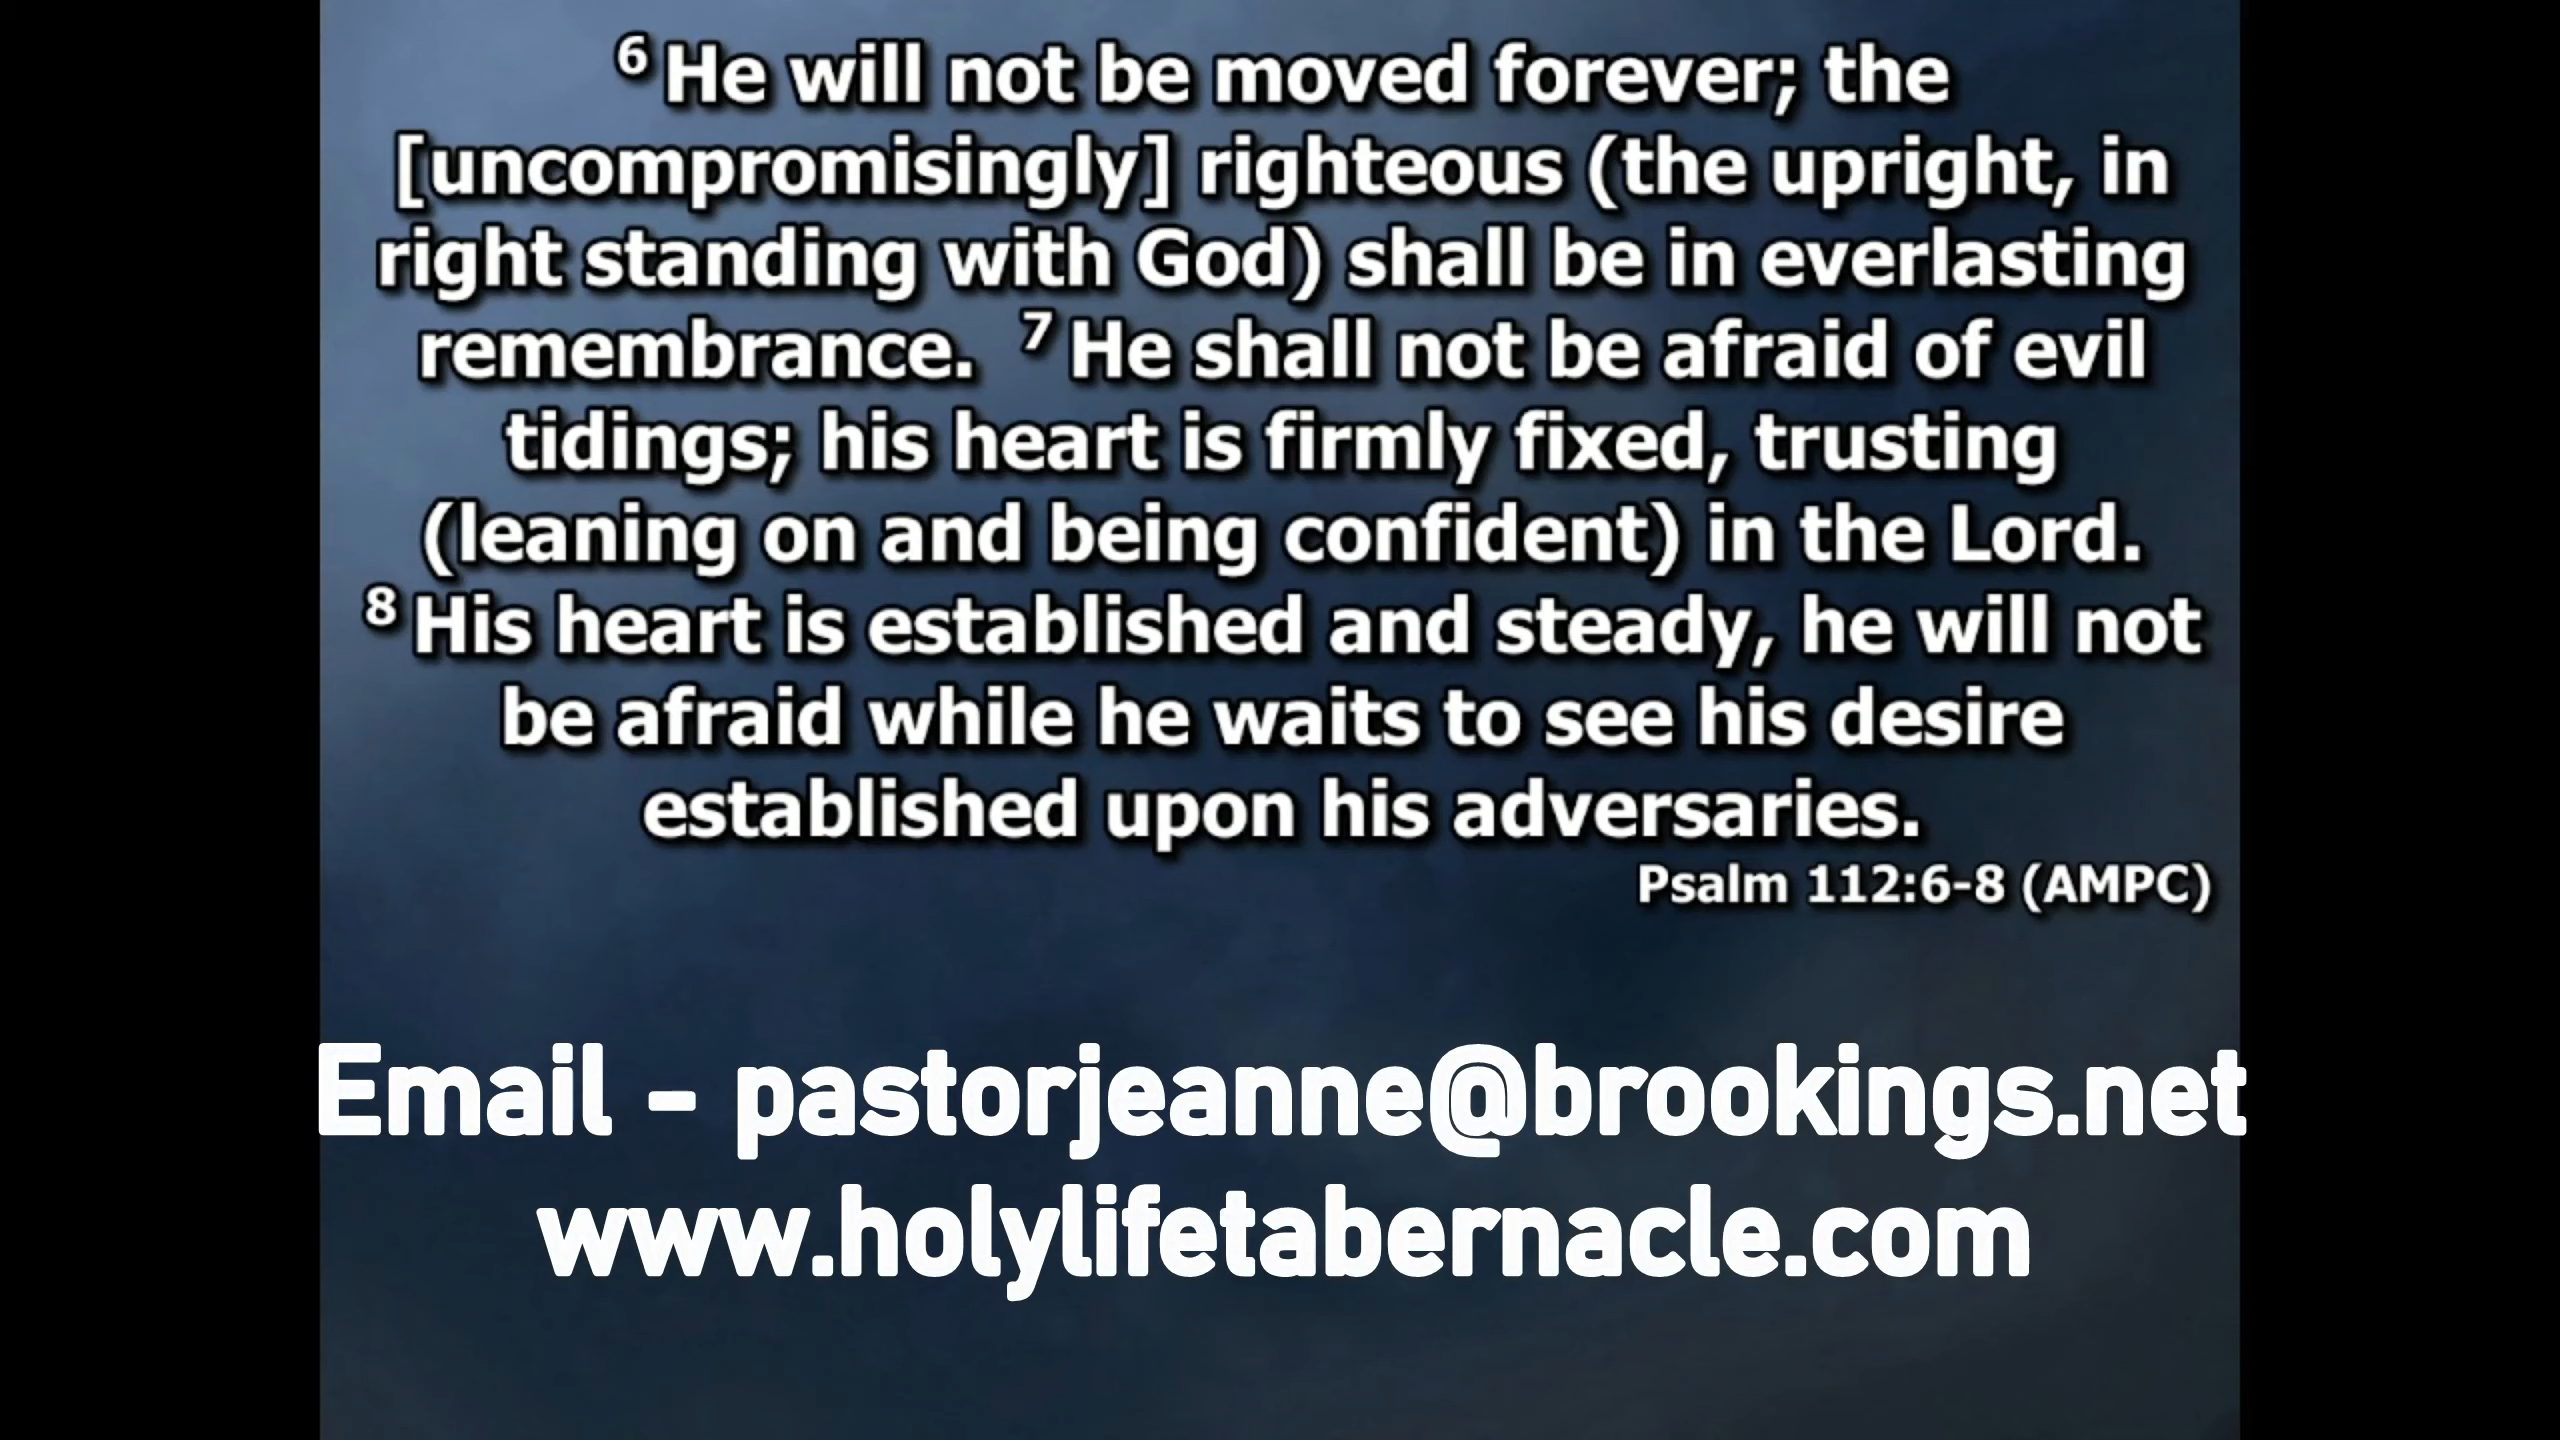 6 He will not be moved forever; the
[uncompromisingly] righteous (the upright, in
right standing with God) shall be in everlasting
remembrance. 7 He shall not be afraid of evil
tidings; his heart is firmly fixed, trusting
(leaning on and being confident) in the Lord.
8 His heart is established and steady, he will not
be afraid while he waits to see his desire
established upon his adversaries.
Psalm 112:6-8 (AMPC)
Email - pastorjeanne@brookings.net
www.holylifetabernacle.com